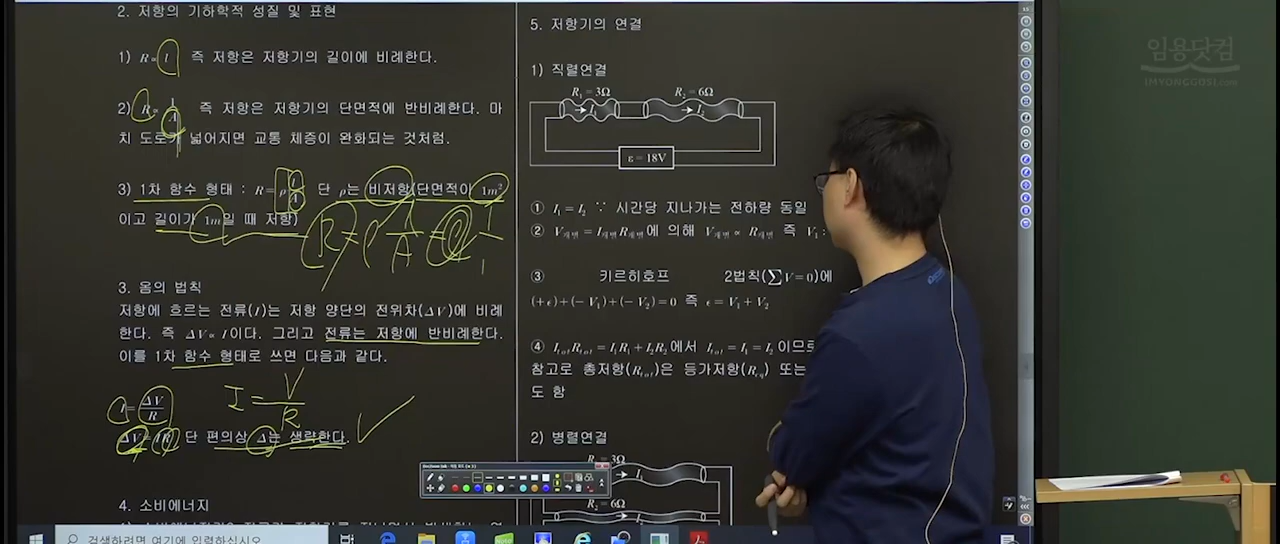 2. 저항의 기하학적 성질 및 표현
1) R∝l 즉 저항은 저항기의 길이에 비례한다.
2) R∝1/A 즉 저항은 저항기의 단면적에 반비례한다. 마
치 도로가 넓어지면 교통 체증이 완화되는 것처럼.
3) 1차 함수 형태 : R=ρl/A 단 ρ는 비저항(단면적이 1m²
이고 길이가 1m일 때 저항)
R=ρ l/A = ρ 1/1
3. 옴의 법칙
저항에 흐르는 전류(I)는 저항 양단의 전위차(ΔV)에 비례
한다. 즉 ΔV∝I이다. 그리고 전류는 저항에 반비례한다.
이를 1차 함수 형태로 쓰면 다음과 같다.
I=ΔV/R
I=V/R
ΔV=IR 단 편의상 Δ는 생략한다.
4. 소비에너지
5. 저항기의 연결
1) 직렬연결
R₁=3Ω R₂=6Ω
I₁ I₂
ε=18V
① I₁=I₂ ∵ 시간당 지나가는 전하량 동일
② V개별=I개별R개별에 의해 V개별∝R개별 즉 V₁:
③ 키르히호프 2법칙(∑V=0)에
(+ϵ)+(-V₁)+(-V₂)=0 즉 ϵ=V₁+V₂
④ ItotRtot=I₁R₁+I₂R₂에서 Itot=I₁=I₂이므로
참고로 총저항(Rtot)은 등가저항(Req) 또는
도 함
2) 병렬연결
R₁=3Ω
I₁
R₂=6Ω
검색하려면 여기에 입력하십시오.
임용닷컴
IMYONGGOSI.com